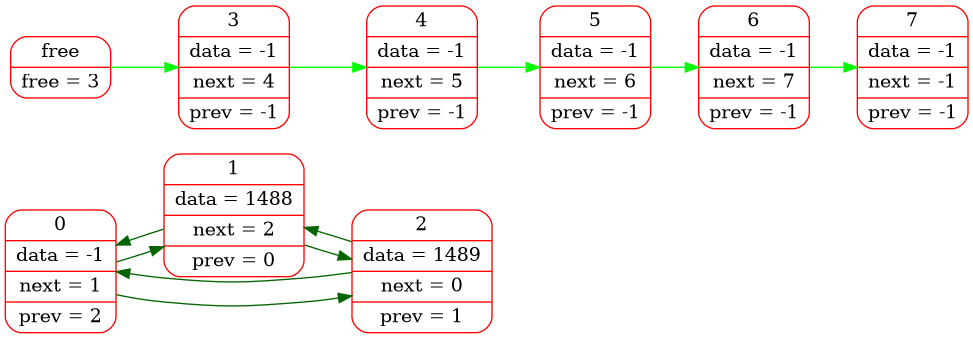 free
free = 3
3
data = -1
next = 4
prev = -1
4
data = -1
next = 5
prev = -1
5
data = -1
next = 6
prev = -1
6
data = -1
next = 7
prev = -1
7
data = -1
next = -1
prev = -1
0
data = -1
next = 1
prev = 2
1
data = 1488
next = 2
prev = 0
2
data = 1489
next = 0
prev = 1